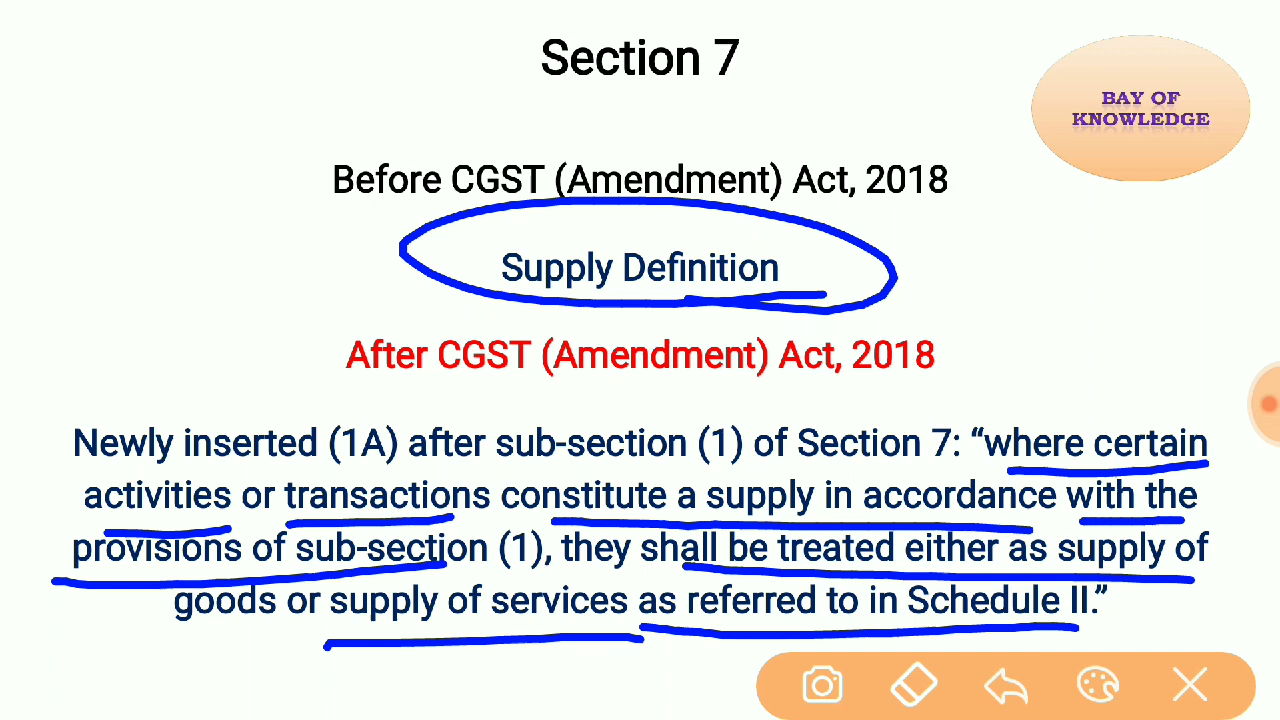 Section 7
BAY OF
KNOWLEDGE
Before CGST (Amendment) Act, 2018
Supply Definition
After CGST (Amendment) Act, 2018
Newly inserted (1A) after sub-section (1) of Section 7: “where certain
activities or transactions constitute a supply in accordance with the
provisions of sub-section (1), they shall be treated either as supply of
goods or supply of services as referred to in Schedule II.”